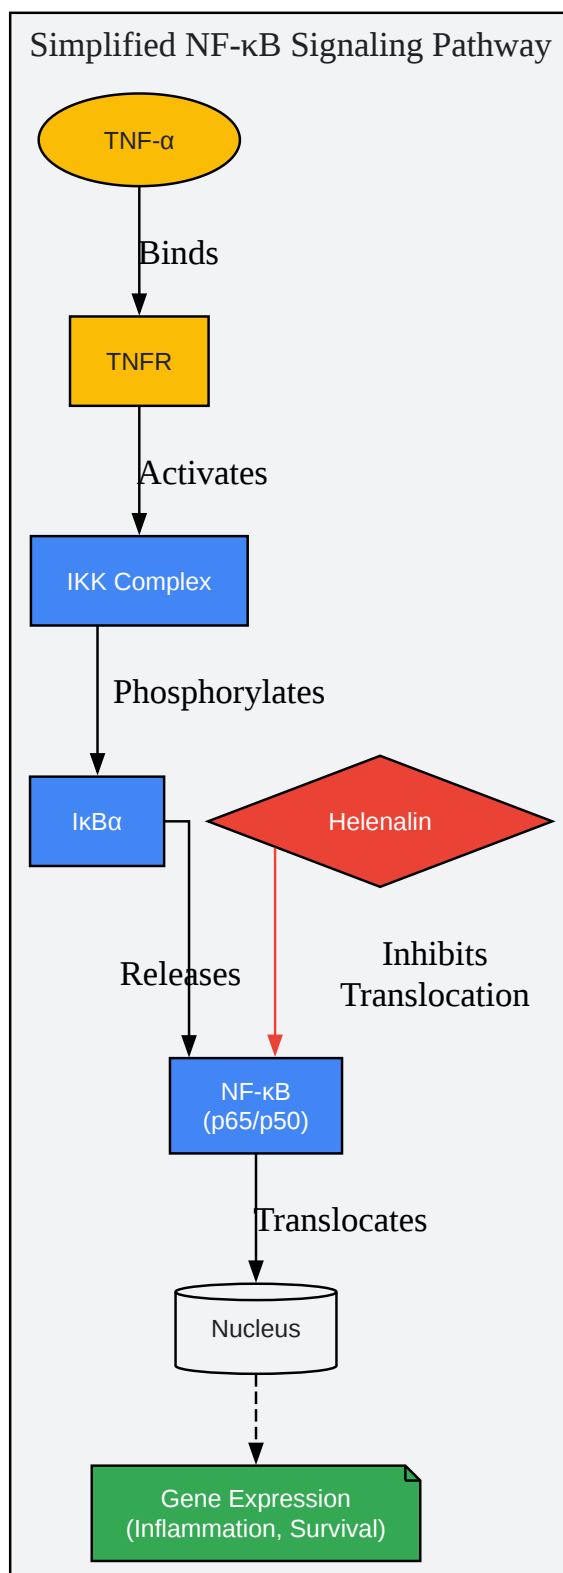 Simplified NF-κB Signaling Pathway
TNF-α
Binds
TNFR
Activates
IKK Complex
Phosphorylates
IκBα
Helenalin
Releases
Inhibits
Translocation
NF-κB
(p65/p50)
Translocates
Nucleus
Gene Expression
(Inflammation, Survival)